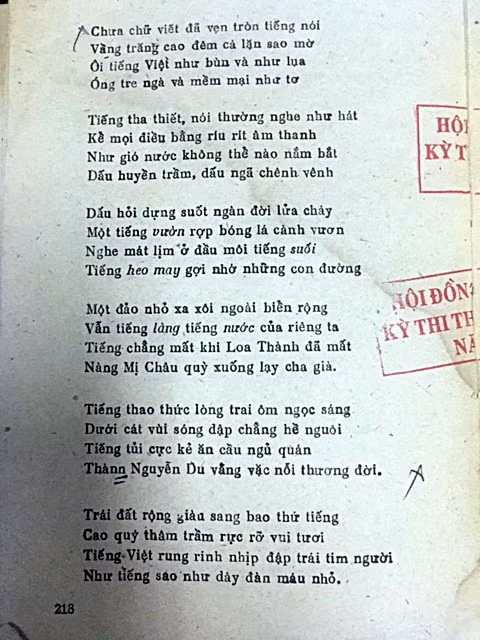 Chưa chữ viết đã vẹn tròn tiếng nói
Vầng trăng cao đêm cá lặn sao mờ
Ôi tiếng Việt như bùn và như lụa
Óng tre ngà và mềm mại như tơ
Tiếng tha thiết, nói thường nghe như hát
Kể mọi điều bằng ríu rít âm thanh
Như gió nước không thể nào nắm bắt
Dấu huyền trầm, dấu ngã chênh vênh
Dấu hỏi dựng suốt ngàn đời lửa cháy
Một tiếng vườn rợp bóng lá cành vươn
Nghe mát lịm ở đầu môi tiếng suối
Tiếng heo may gợi nhớ những con đường
Một đảo nhỏ xa xôi ngoài biển rộng
Vẫn tiếng làng tiếng nước của riêng ta
Tiếng chẳng mất khi Loa Thành đã mất
Nàng Mị Châu quỳ xuống lạy cha già.
Tiếng thao thức lòng trai ôm ngọc sáng
Dưới cát vùi sóng dập chẳng hề nguôi
Tiếng tủi cực kẻ ăn cầu ngủ quán
Thành Nguyễn Du vằng vặc nỗi thương đời.
Trái đất rộng giàu sang bao thứ tiếng
Cao quý thâm trầm rực rỡ vui tươi
Tiếng Việt rung rinh nhịp đập trái tim người
Như tiếng sáo như dây đàn máu nhỏ.
218
HỘI
KỲ T
HỘI ĐỒN
KỲ THI TH
NĂ